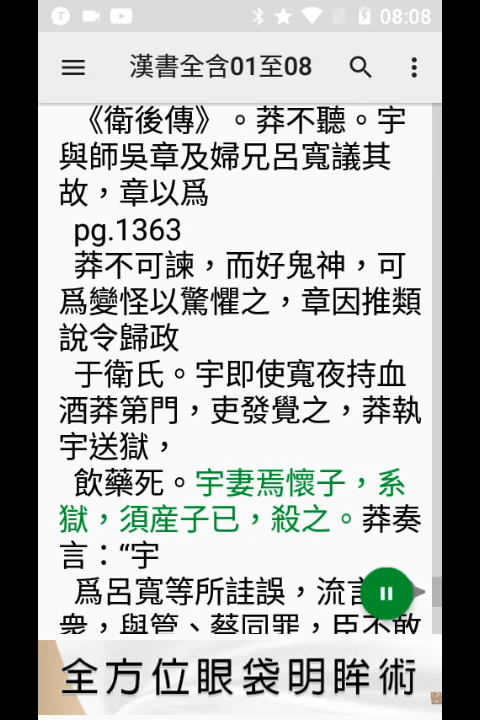 08:08
漢書全含01至08
《衛後傳》。莽不聽。宇
與師吳章及婦兄呂寬議其
故，章以爲
pg.1363
莽不可諫，而好鬼神，可
爲變怪以驚懼之，章因推類
說令歸政
于衛氏。宇即使寬夜持血
酒莽第門，吏發覺之，莽執
宇送獄，
飲藥死。宇妻焉懷子，系
獄，須産子已，殺之。莽奏
言：“宇
爲呂寬等所詿誤，流言
衆，與管、蔡同罪，臣不敢
全方位眼袋明眸術